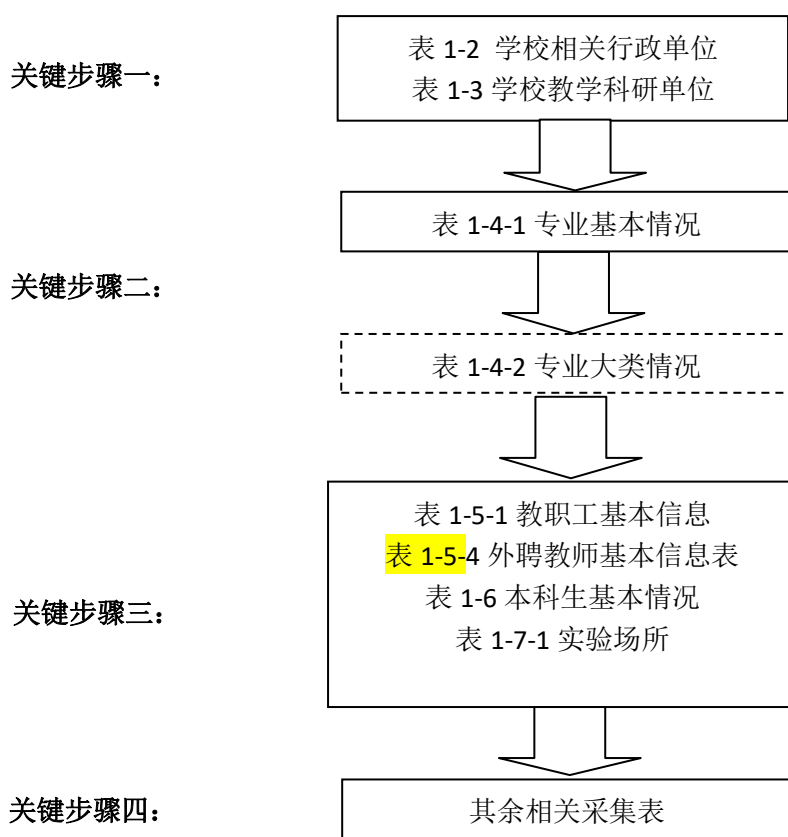 关键步骤一：
表 1-2 学校相关行政单位
表 1-3 学校教学科研单位
表 1-4-1 专业基本情况
关键步骤二：
表 1-4-2 专业大类情况
表 1-5-1 教职工基本信息
表 1-5-4 外聘教师基本信息表
表 1-6 本科生基本情况
关键步骤三：
表 1-7-1 实验场所
关键步骤四：
其余相关采集表